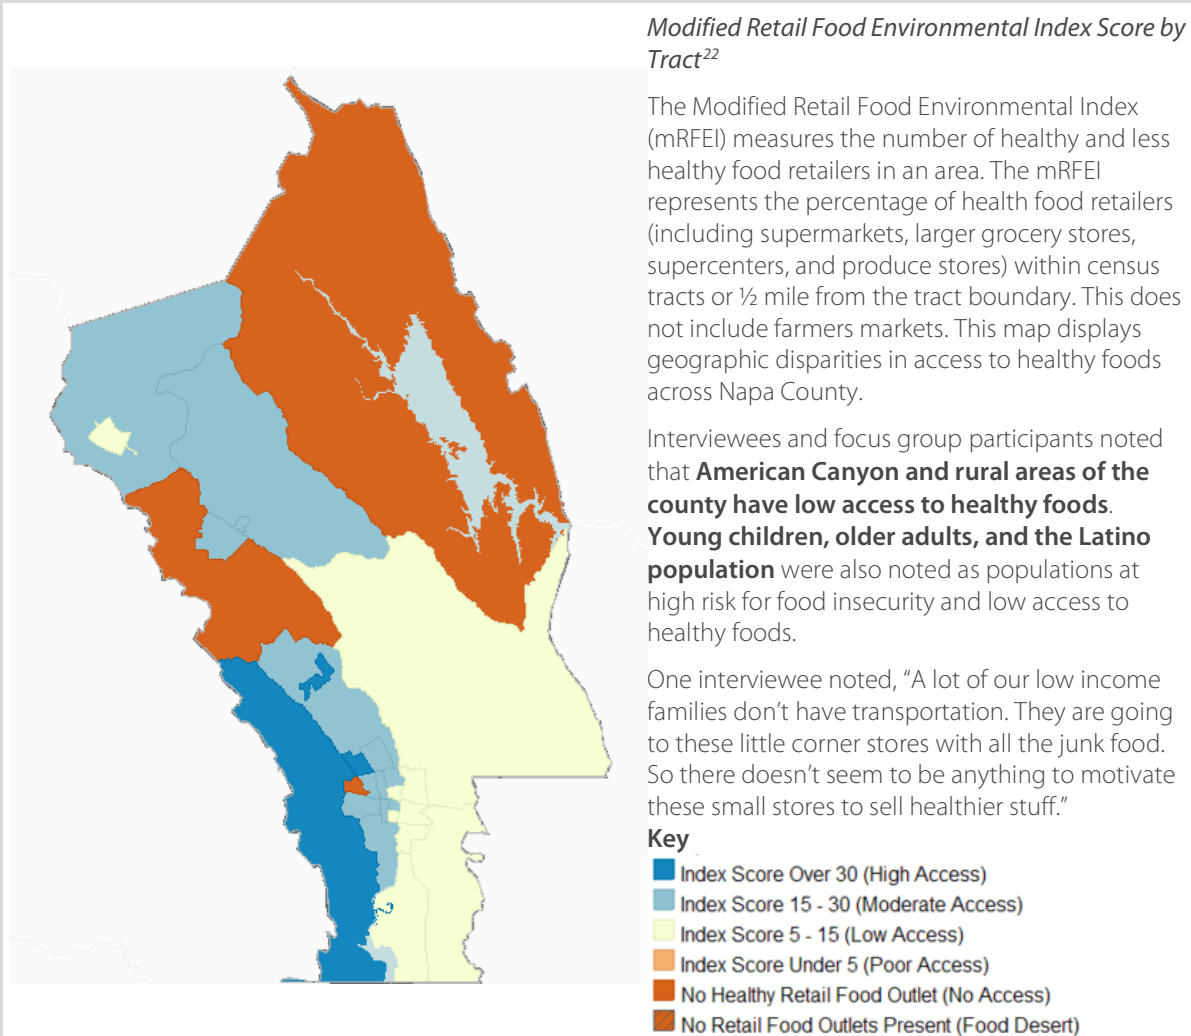 Modified Retail Food Environmental Index Score by
Tract22
The Modified Retail Food Environmental Index
(mRFEI) measures the number of healthy and less
healthy food retailers in an area. The mRFEI
represents the percentage of health food retailers
(including supermarkets, larger grocery stores,
supercenters, and produce stores) within census
tracts or ½ mile from the tract boundary. This does
not include farmers markets. This map displays
geographic disparities in access to healthy foods
across Napa County.
Interviewees and focus group participants noted
that American Canyon and rural areas of the
county have low access to healthy foods.
Young children, older adults, and the Latino
population were also noted as populations at
high risk for food insecurity and low access to
healthy foods.
One interviewee noted, “A lot of our low income
families don’t have transportation. They are going
to these little corner stores with all the junk food.
So there doesn’t seem to be anything to motivate
these small stores to sell healthier stuff.”
Key
Index Score Over 30 (High Access)
Index Score 15 - 30 (Moderate Access)
Index Score 5 - 15 (Low Access)
Index Score Under 5 (Poor Access)
No Healthy Retail Food Outlet (No Access)
No Retail Food Outlets Present (Food Desert)